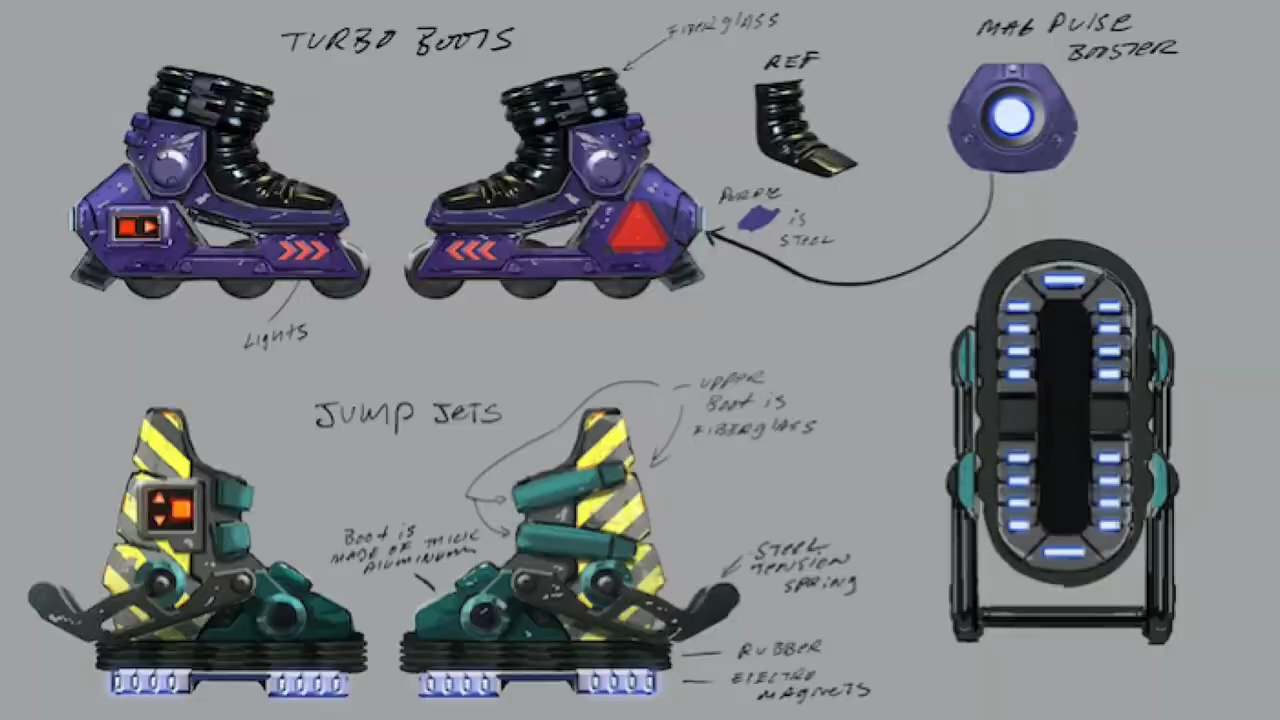 TURBO BOOTS
FIBERglASS
REF
MAG PULSE
BOOSTER
PURPLE
is
STEEL
Lights
JUMP JETS
UPPER
Boot is
FIBERglASS
Boot is
MADE OF THICK
ALUMINUM
STEEL
TENSION
SPRING
RUBBER
ELECTRO
MAGNETS